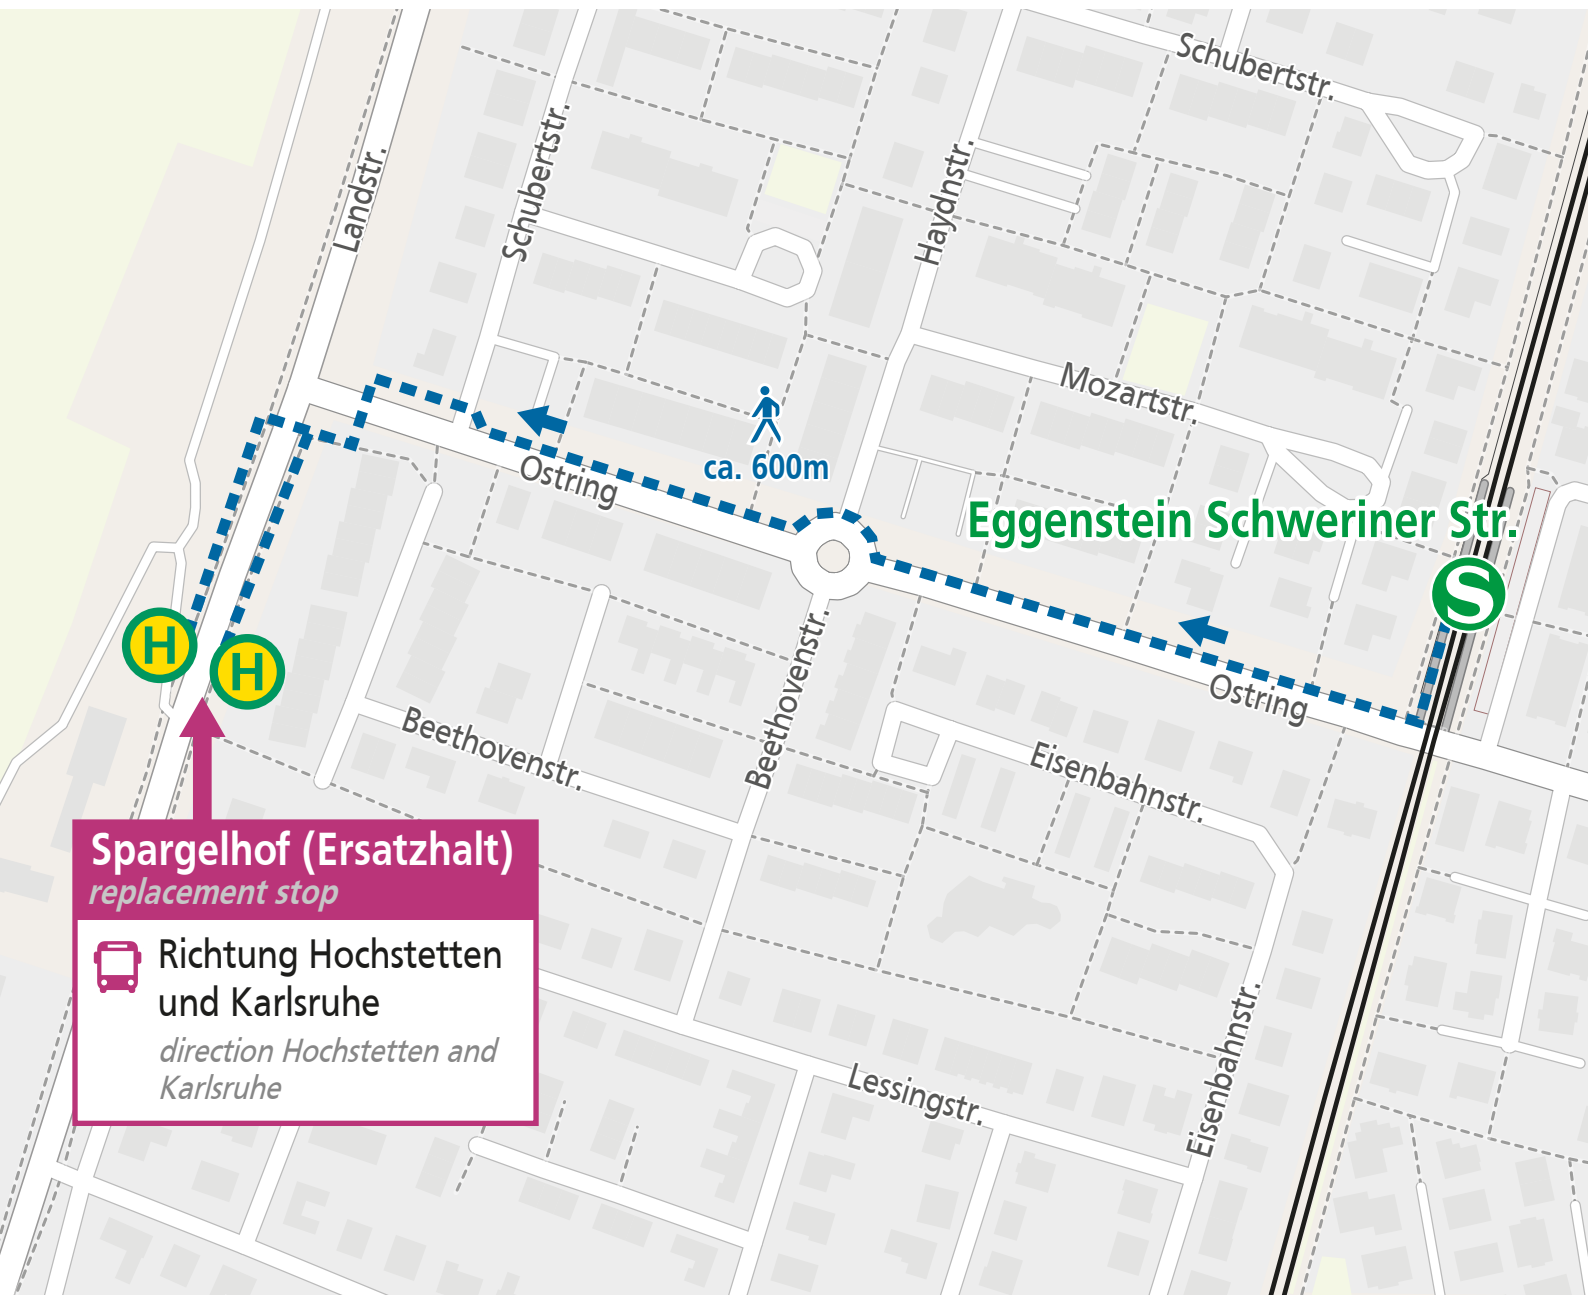 Schubertstr.
Landstr.
Schubertstr.
Haydnstr.
Mozartstr.
ca. 600m
Ostring
Eggenstein Schweriner Str.
S
H
H
Ostring
Beethovenstr.
Beethovenstr.
Eisenbahnstr.
Spargelhof (Ersatzhalt)
replacement stop
Richtung Hochstetten
und Karlsruhe
direction Hochstetten and
Karlsruhe
Lessingstr.
Eisenbahnstr.